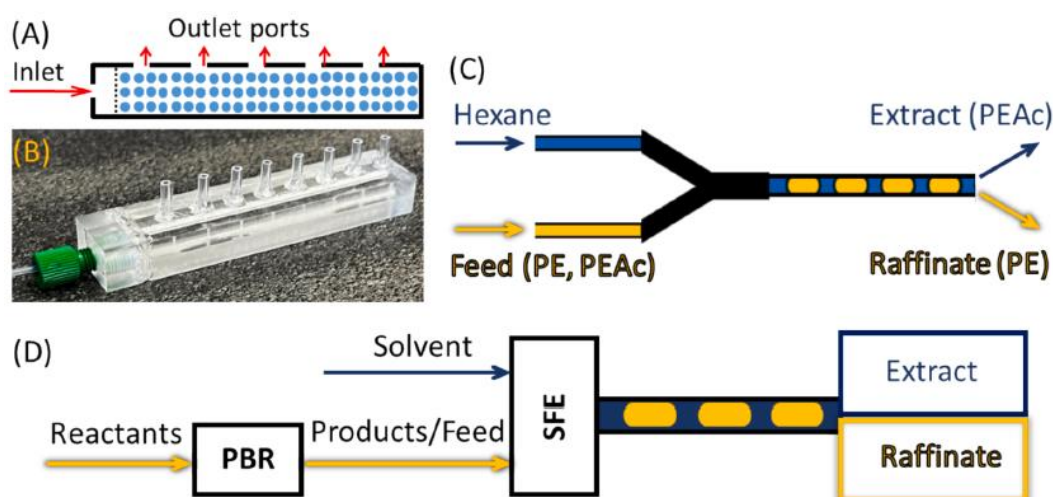 (A)
Outlet ports
Inlet
(B)
(C)
Hexane
Extract (PEAc)
Feed (PE, PEAc)
Raffinate (PE)
(D)
Solvent
Reactants
PBR
Products/Feed
SFE
Extract
Raffinate